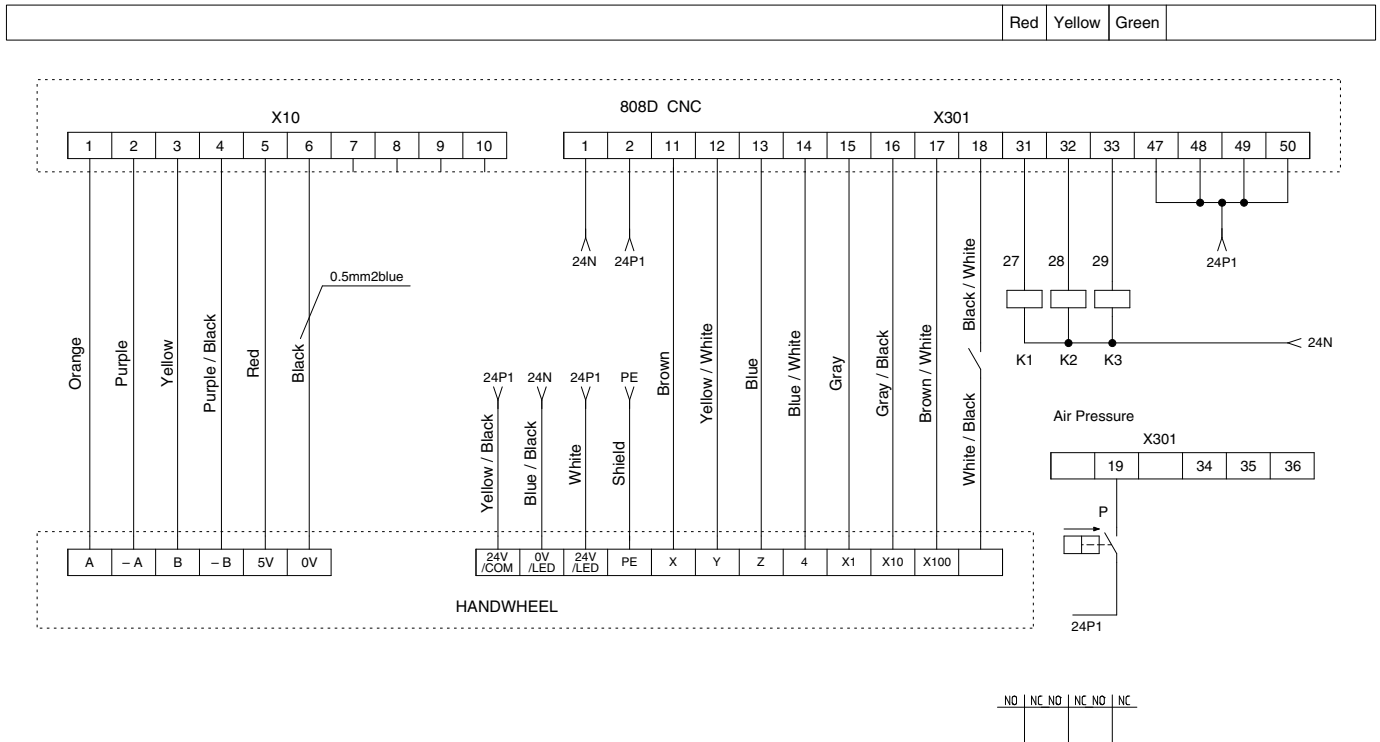 Red Yellow Green
808D CNC
X10 X301
1 2 3 4 5 6 7 8 9 10 1 2 11 12 13 14 15 16 17 18 31 32 33 47 48 49 50
24N 24P1 27 28 29 24P1
0.5mm2blue
Orange
Purple
Yellow
Purple / Black
Red
Black
Brown
Yellow / White
Blue
Blue / White
Gray
Gray / Black
Brown / White
Black / White
White / Black
24N
K1 K2 K3
24P1 24N 24P1 PE
Yellow / Black
Blue / Black
White
Shield
Air Pressure
X301
19 34 35 36
P
24P1
A – A B – B 5V 0V 24V /COM 0V /LED 24V /LED PE X Y Z 4 X1 X10 X100
HANDWHEEL
NO NC NO NC NO NC